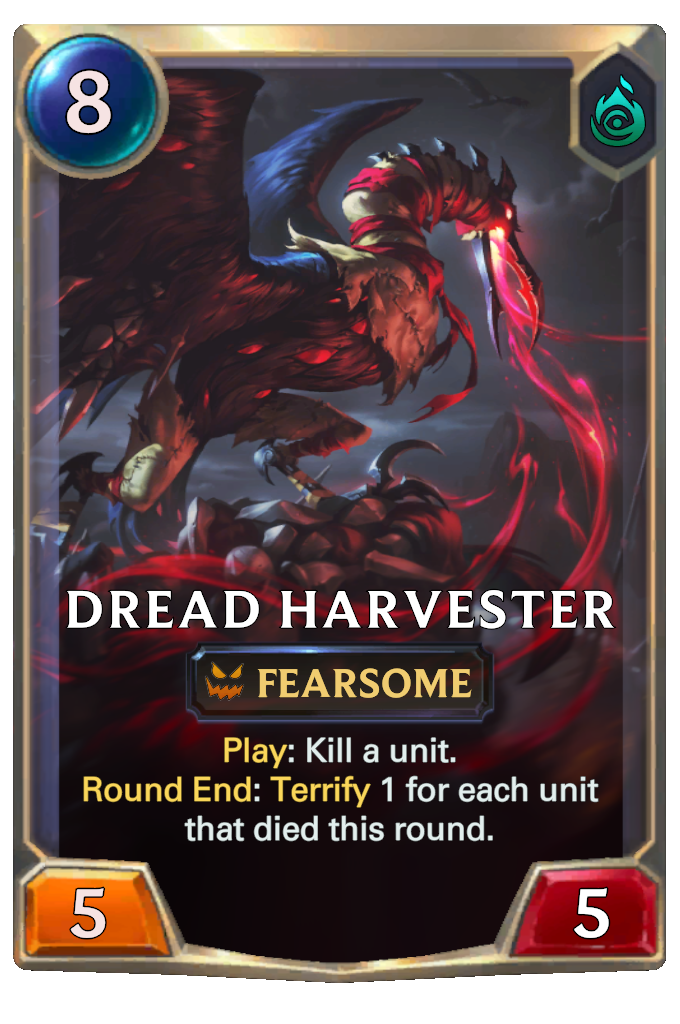 8
DREAD HARVESTER
FEARSOME
Play: Kill a unit.
Round End: Terrify 1 for each unit
that died this round.
5 5